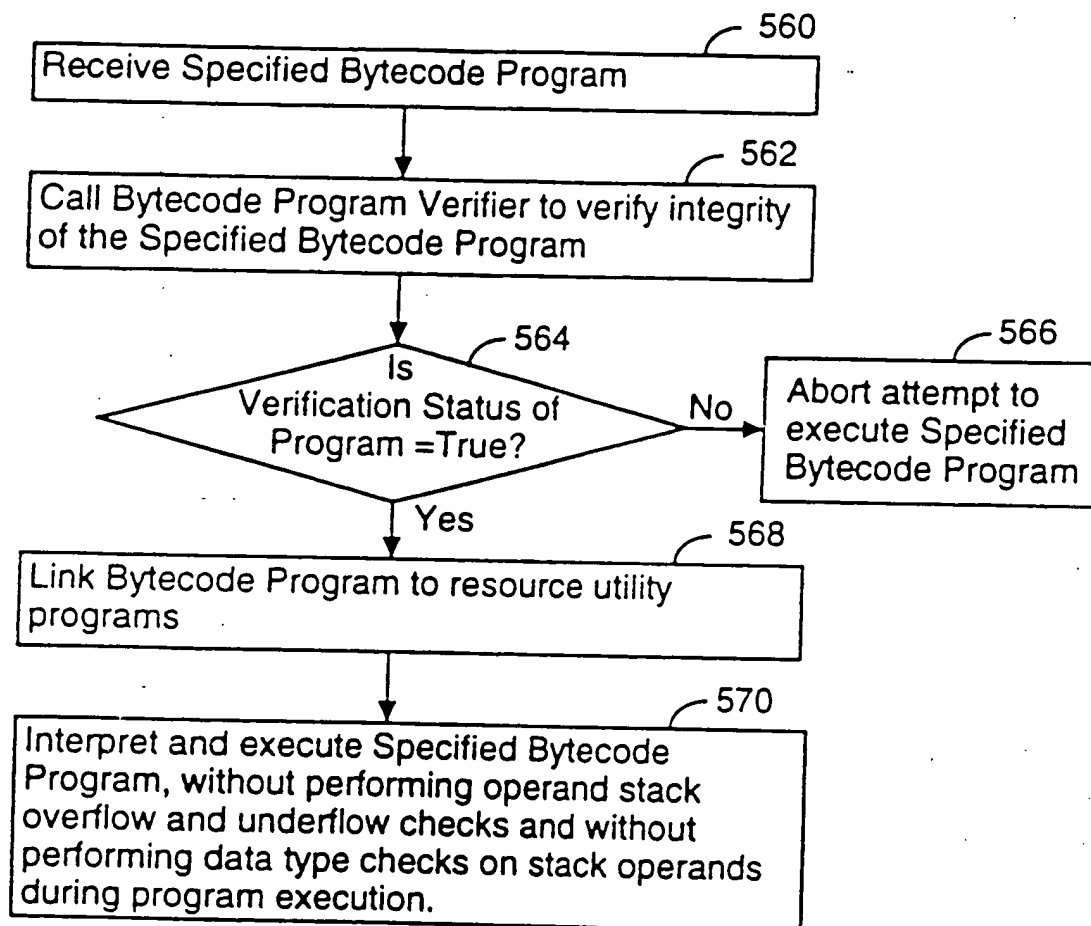 560
Receive Specified Bytecode Program
562
Call Bytecode Program Verifier to verify integrity
of the Specified Bytecode Program
564
Is
Verification Status of
Program =True?
No
566
Abort attempt to
execute Specified
Bytecode Program
Yes
568
Link Bytecode Program to resource utility
programs
570
Interpret and execute Specified Bytecode
Program, without performing operand stack
overflow and underflow checks and without
performing data type checks on stack operands
during program execution.